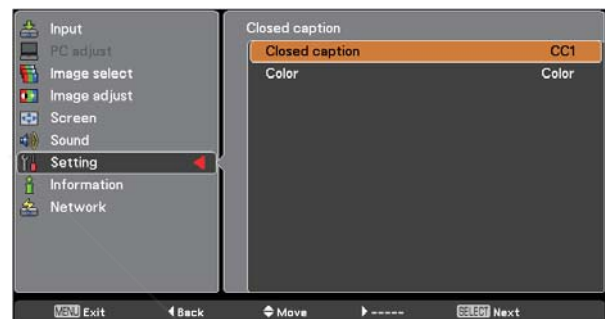 Input
PC adjust
Image select
Image adjust
Screen
Sound
Setting
Information
Network
Closed caption
Closed caption CC1
Color Color
MENU Exit Back Move ----- SELECT Next